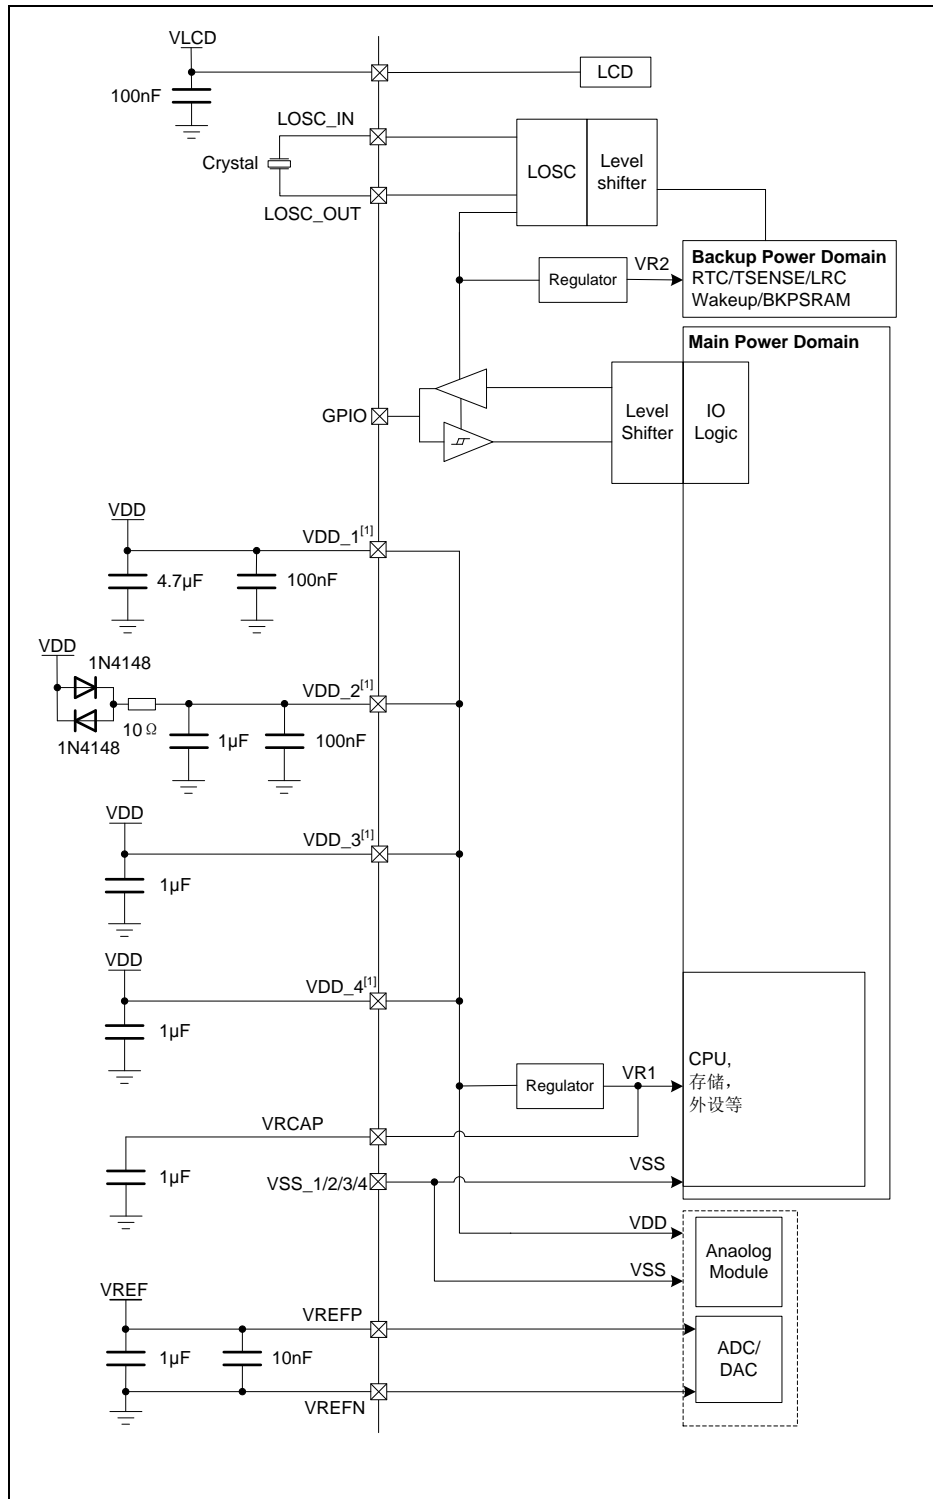 VLCD
100nF
LCD
LOSC_IN
Crystal
LOSC_OUT
LOSC
Level
shifter
Regulator
VR2
Backup Power Domain
RTC/TSENSE/LRC
Wakeup/BKPSRAM
Main Power Domain
GPIO
Level
Shifter
IO
Logic
VDD
VDD_1[1]
4.7µF
100nF
VDD
1N4148
VDD_2[1]
10Ω
1N4148
1µF
100nF
VDD
VDD_3[1]
1µF
VDD
VDD_4[1]
1µF
Regulator
VR1
CPU,
存储，
外设等
VRCAP
1µF
VSS_1/2/3/4
VSS
VDD
VSS
Anaolog
Module
VREF
VREFP
1µF
10nF
ADC/
DAC
VREFN